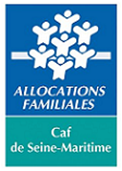 ALLOCATIONS
FAMILIALES
Caf
de Seine-Maritime